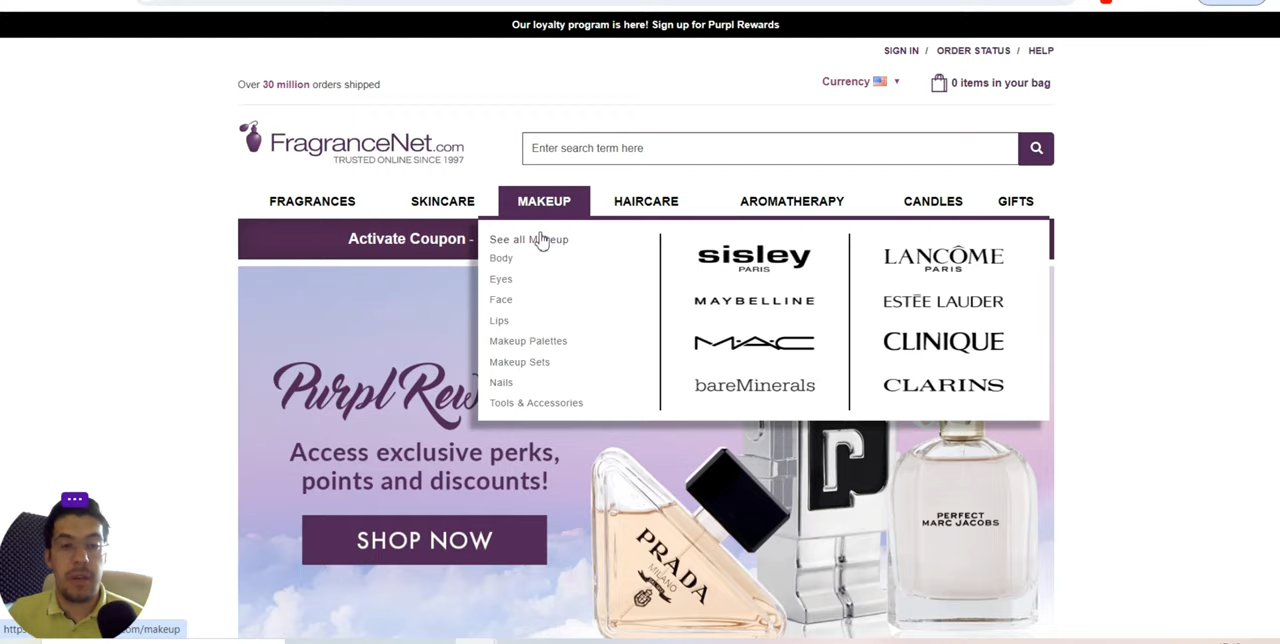 Our loyalty program is here! Sign up for Purpl Rewards
SIGN IN / ORDER STATUS / HELP
Over 30 million orders shipped
Currency
0 items in your bag
FragranceNet.com
TRUSTED ONLINE SINCE 1997
Enter search term here
FRAGRANCES SKINCARE MAKEUP HAIRCARE AROMATHERAPY CANDLES GIFTS
Activate Coupon -
See all Makeup
Body
Eyes
Face
Lips
Makeup Palettes
Makeup Sets
Nails
Tools & Accessories
sisley
PARIS
MAYBELLINE
MAC
bareMinerals
LANCÔME
PARIS
ESTĒE LAUDER
CLINIQUE
CLARINS
Purpl Rew
Access exclusive perks,
points and discounts!
SHOP NOW
PRADA
MILANO
PERFECT
MARC JACOBS
https
com/makeup